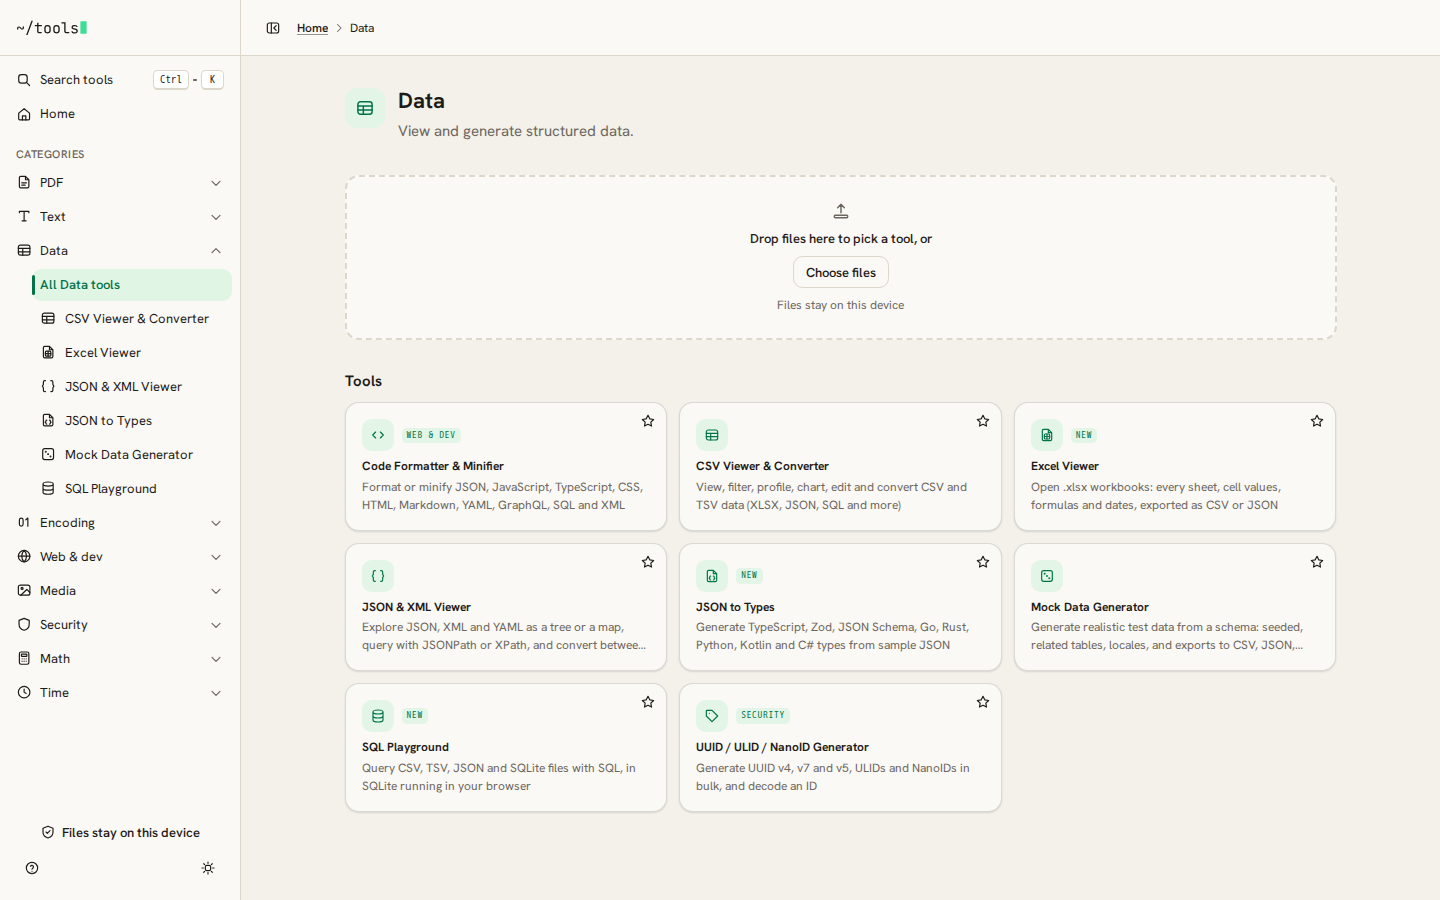 ~/tools
Search tools
Ctrl - K
Home
CATEGORIES
PDF
Text
Data
All Data tools
CSV Viewer & Converter
Excel Viewer
JSON & XML Viewer
JSON to Types
Mock Data Generator
SQL Playground
Encoding
Web & dev
Media
Security
Math
Time
Files stay on this device
Home > Data
Data
View and generate structured data.
Drop files here to pick a tool, or
Choose files
Files stay on this device
Tools
WEB & DEV
Code Formatter & Minifier
Format or minify JSON, JavaScript, TypeScript, CSS,
HTML, Markdown, YAML, GraphQL, SQL and XML
CSV Viewer & Converter
View, filter, profile, chart, edit and convert CSV and
TSV data (XLSX, JSON, SQL and more)
NEW
Excel Viewer
Open .xlsx workbooks: every sheet, cell values,
formulas and dates, exported as CSV or JSON
JSON & XML Viewer
Explore JSON, XML and YAML as a tree or a map,
query with JSONPath or XPath, and convert betwee...
NEW
JSON to Types
Generate TypeScript, Zod, JSON Schema, Go, Rust,
Python, Kotlin and C# types from sample JSON
Mock Data Generator
Generate realistic test data from a schema: seeded,
related tables, locales, and exports to CSV, JSON,...
NEW
SQL Playground
Query CSV, TSV, JSON and SQLite files with SQL, in
SQLite running in your browser
SECURITY
UUID / ULID / NanoID Generator
Generate UUID v4, v7 and v5, ULIDs and NanoIDs in
bulk, and decode an ID